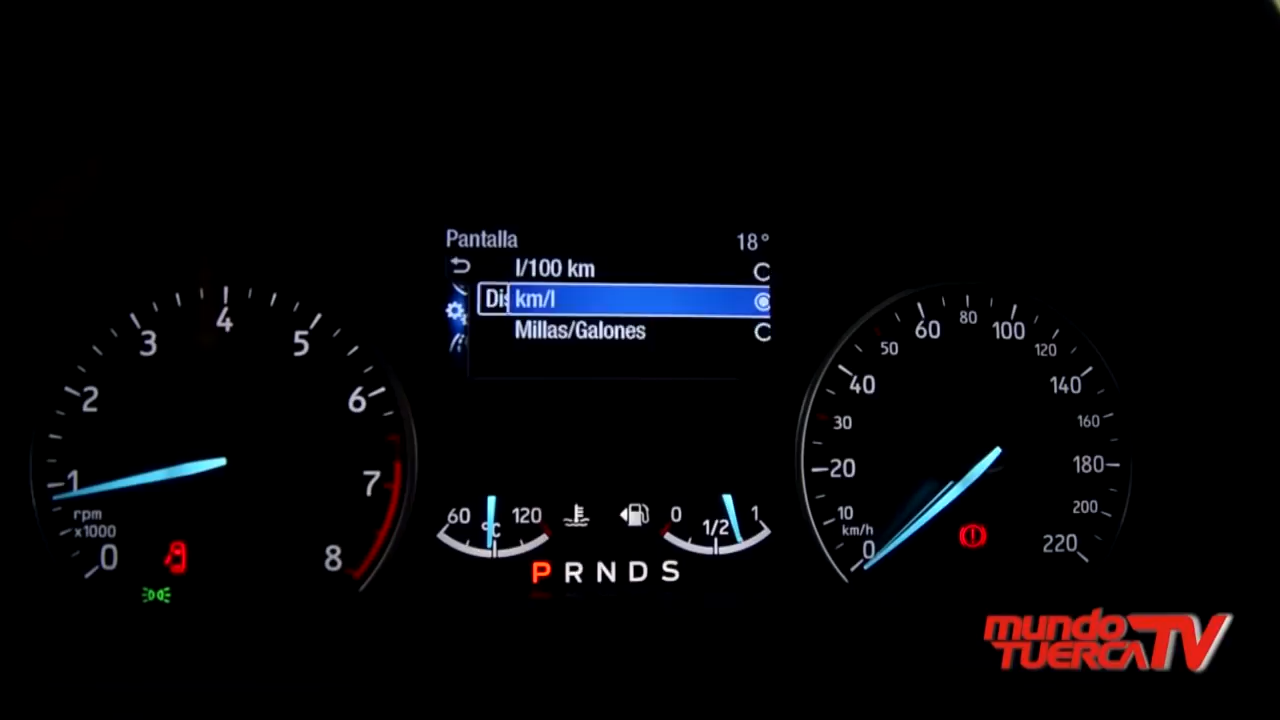 Pantalla 18°
l/100 km
Dis km/l
Millas/Galones
0 1 2 3 4 5 6 7 8
rpm
x1000
60 °C 120
0 1/2 1
P R N D S
0 10 20 30 40 50 60 80 100 120 140 160 180 200 220
km/h
mundo
TUERCA TV